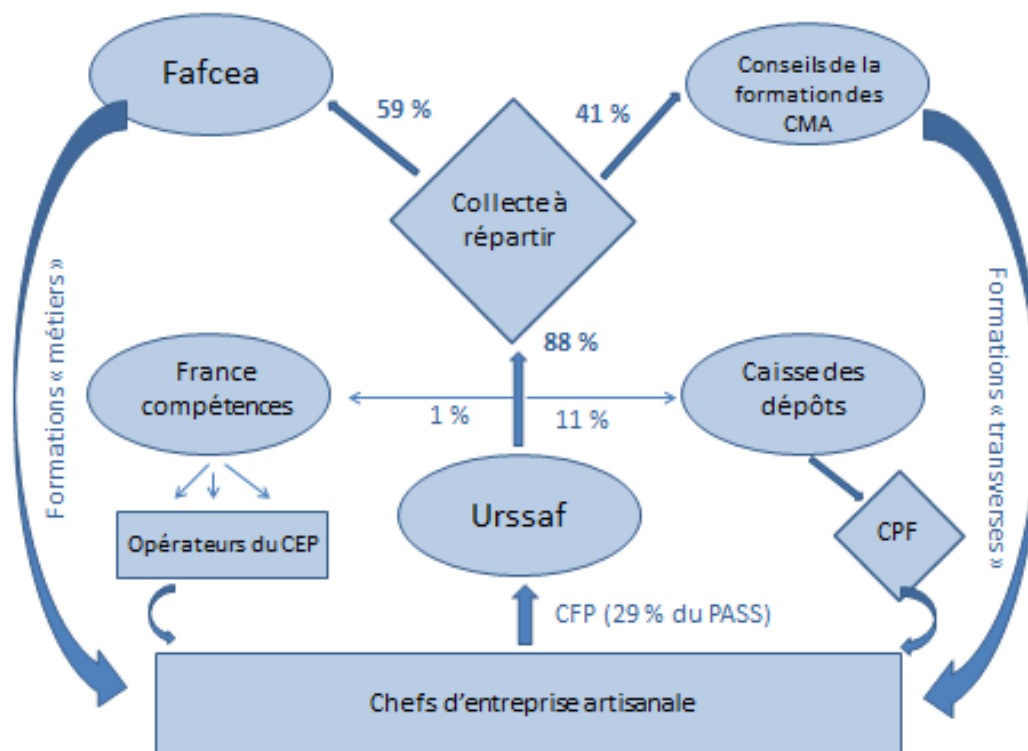 Fafcea
Conseils de la
formation des
CMA
59 %
41 %
Collecte à
répartir
Formations « métiers »
Formations « transverses »
88 %
France
compétences
Caisse des
dépôts
1 %
11 %
Urssaf
Opérateurs du CEP
CPF
CFP (29 % du PASS)
Chefs d'entreprise artisanale